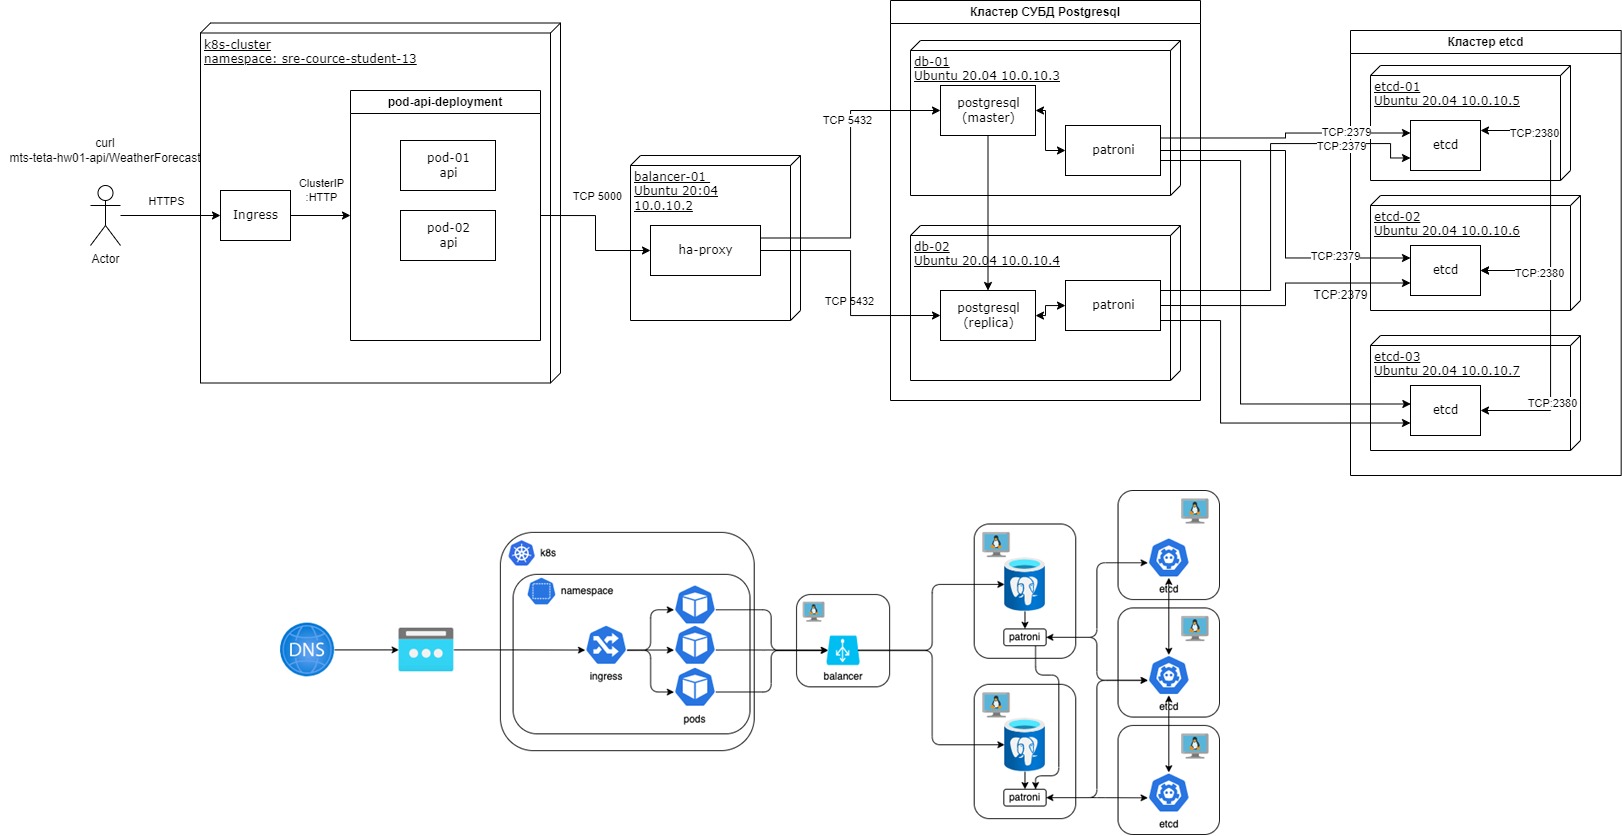 Кластер СУБД Postgresql
Кластер etcd
k8s-cluster
namespace: sre-cource-student-13
pod-api-deployment
pod-01
api
pod-02
api
curl
mts-teta-hw01-api/WeatherForecast
HTTPS
Actor
Ingress
ClusterIP
:HTTP
TCP 5000
balancer-01
Ubuntu 20:04
10.0.10.2
ha-proxy
TCP 5432
TCP 5432
db-01
Ubuntu 20.04 10.0.10.3
postgresql
(master)
patroni
db-02
Ubuntu 20.04 10.0.10.4
postgresql
(replica)
patroni
TCP:2379
TCP:2379
TCP:2379
TCP:2379
etcd-01
Ubuntu 20.04 10.0.10.5
etcd
TCP:2380
etcd-02
Ubuntu 20.04 10.0.10.6
etcd
TCP:2380
etcd-03
Ubuntu 20.04 10.0.10.7
etcd
TCP:2380
DNS
k8s
namespace
ingress
pods
balancer
patroni
patroni
etcd
etcd
etcd